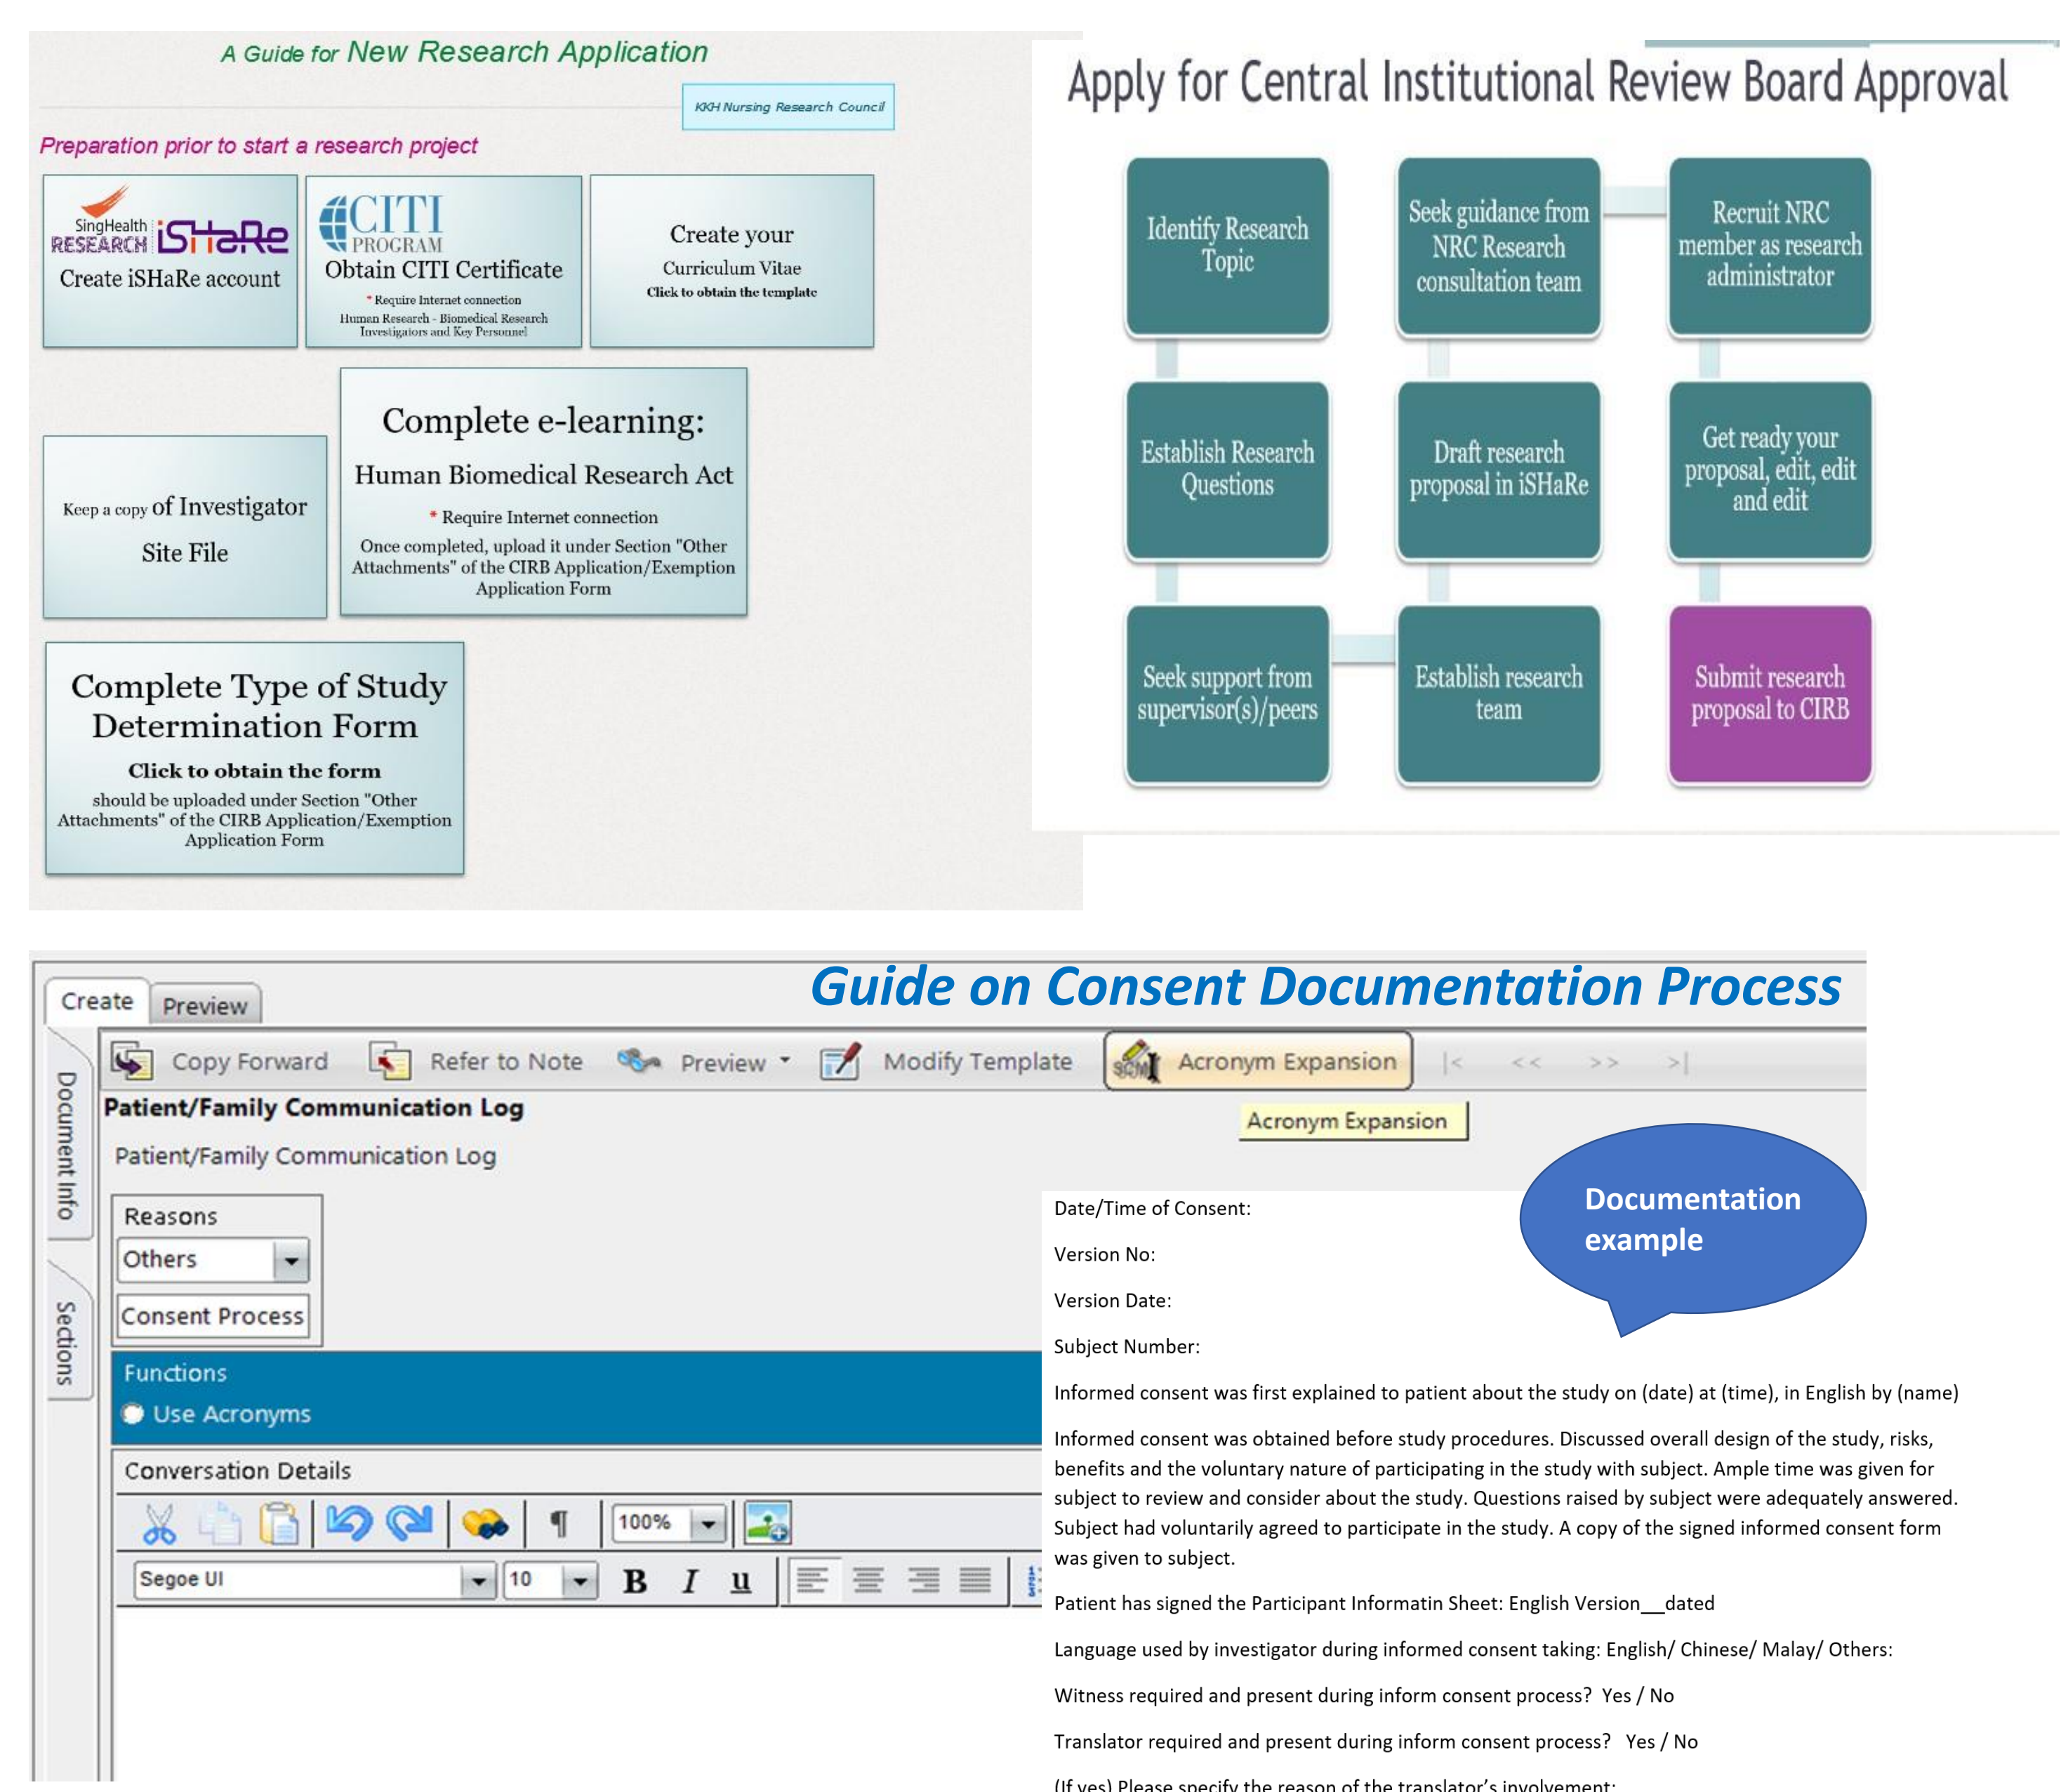 A Guide for New Research Application
KKH Nursing Research Council
Preparation prior to start a research project
SingHealth
RESEARCH
iSHaRe
Create iSHaRe account
CITI
PROGRAM
Obtain CITI Certificate
* Require Internet connection
Human Research - Biomedical Research
Investigators and Key Personnel
Create your
Curriculum Vitae
Click to obtain the template
Keep a copy of Investigator
Site File
Complete e-learning:
Human Biomedical Research Act
* Require Internet connection
Once completed, upload it under Section "Other
Attachments" of the CIRB Application/Exemption
Application Form
Complete Type of Study
Determination Form
Click to obtain the form
should be uploaded under Section "Other
Attachments" of the CIRB Application/Exemption
Application Form
Apply for Central Institutional Review Board Approval
Identify Research
Topic
Establish Research
Questions
Seek support from
supervisor(s)/peers
Establish research
team
Draft research
proposal in iSHaRe
Seek guidance from
NRC Research
consultation team
Recruit NRC
member as research
administrator
Get ready your
proposal, edit, edit
and edit
Submit research
proposal to CIRB
Guide on Consent Documentation Process
Create
Preview
Document Info
Sections
Copy Forward
Refer to Note
Preview
Modify Template
SCM
Acronym Expansion
|< << >> >|
Acronym Expansion
Patient/Family Communication Log
Patient/Family Communication Log
Reasons
Others
Consent Process
Functions
Use Acronyms
Conversation Details
¶
100%
Segoe UI
10
B I u
Documentation
example
Date/Time of Consent:
Version No:
Version Date:
Subject Number:
Informed consent was first explained to patient about the study on (date) at (time), in English by (name)
Informed consent was obtained before study procedures. Discussed overall design of the study, risks,
benefits and the voluntary nature of participating in the study with subject. Ample time was given for
subject to review and consider about the study. Questions raised by subject were adequately answered.
Subject had voluntarily agreed to participate in the study. A copy of the signed informed consent form
was given to subject.
Patient has signed the Participant Informatin Sheet: English Version__dated
Language used by investigator during informed consent taking: English/ Chinese/ Malay/ Others:
Witness required and present during inform consent process? Yes / No
Translator required and present during inform consent process? Yes / No
(If yes) Please specify the reason of the translator's involvement: